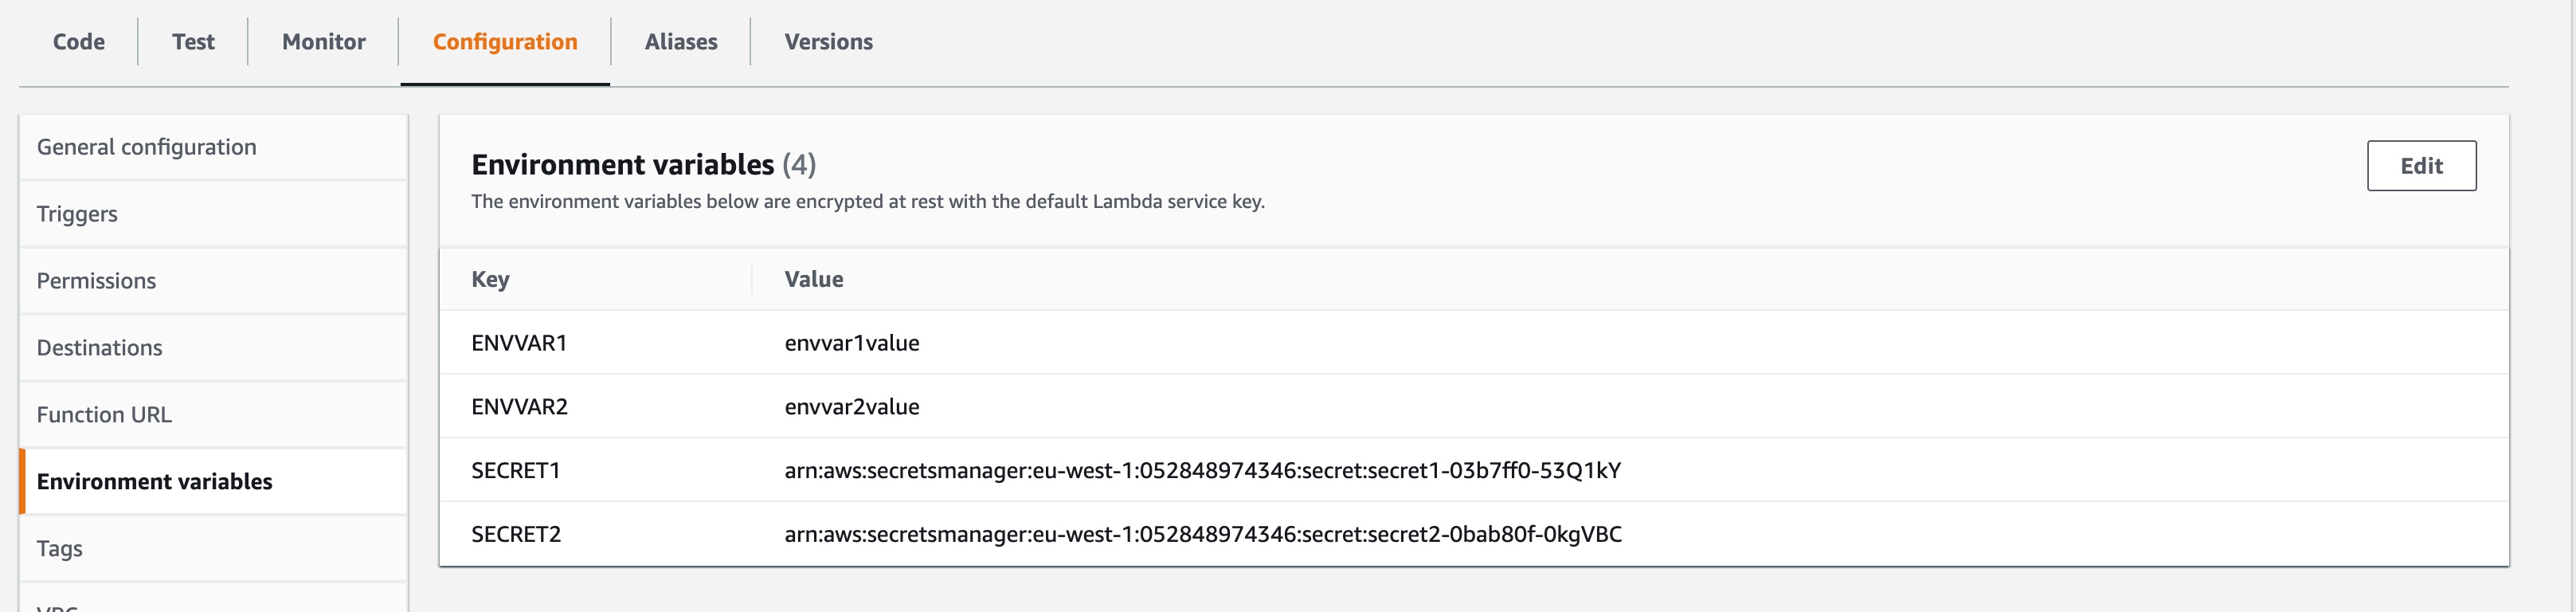 Code Test Monitor Configuration Aliases Versions
General configuration
Triggers
Permissions
Destinations
Function URL
Environment variables
Tags
VPC
Environment variables (4)
Edit
The environment variables below are encrypted at rest with the default Lambda service key.
Key Value
ENVVAR1 envvar1value
ENVVAR2 envvar2value
SECRET1 arn:aws:secretsmanager:eu-west-1:052848974346:secret:secret1-03b7ff0-53Q1kY
SECRET2 arn:aws:secretsmanager:eu-west-1:052848974346:secret:secret2-0bab80f-0kgVBC